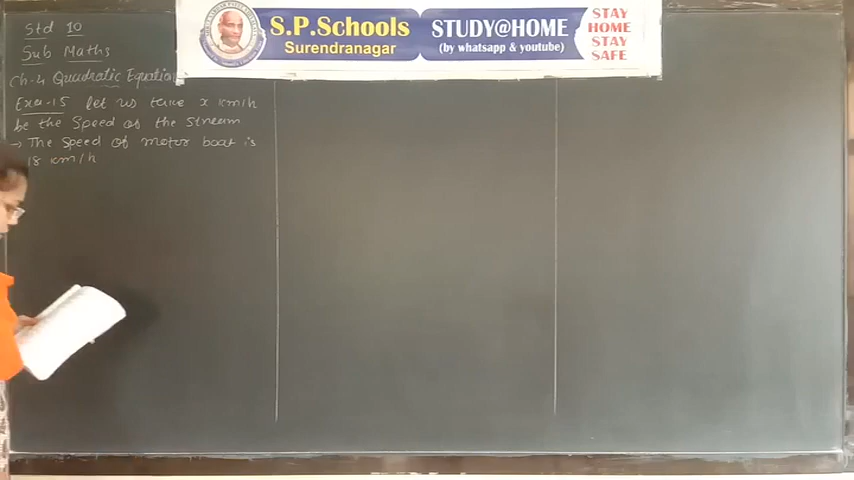 S.P.Schools
Surendranagar
STUDY@HOME
(by whatsapp & youtube)
STAY
HOME
STAY
SAFE
Std 10
Sub Maths
Ch-4 Quadratic Equation
Exa-15 let us take x km/h
be the Speed of the stream
→ The Speed of motor boat is
18 km/h